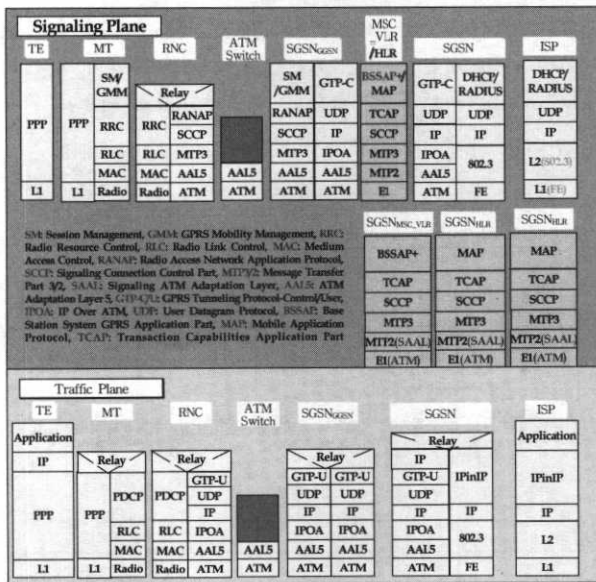 Signaling Plane
TE MT RNC ATM Switch SGSN GGSN MSC _VLR /HLR SGSN ISP
PPP
L1
PPP
L1
SM/ GMM
RRC
RLC
MAC
Radio
Relay
RRC
RLC
MAC
Radio
RANAP
SCCP
MTP3
AAL5
ATM
AAL5
ATM
SM /GMM
RANAP
SCCP
MTP3
AAL5
ATM
GTP-C
UDP
IP
IPOA
AAL5
ATM
BSSAP+/ MAP
TCAP
SCCP
MTP3
MTP2
E1
GTP-C
UDP
IP
IPOA
AAL5
ATM
DHCP/ RADIUS
UDP
IP
802.3
FE
DHCP/ RADIUS
UDP
IP
L2(802.3)
L1(FE)
SM: Session Management, GMM: GPRS Mobility Management, RRC:
Radio Resource Control, RLC: Radio Link Control, MAC: Medium
Access Control, RANAP: Radio Access Network Application Protocol,
SCCP: Signaling Connection Control Part, MTP3/2: Message Transfer
Part 3/2, SAAL: Signaling ATM Adaptation Layer, AAL5: ATM
Adaptation Layer 5, GTP-C/U: GPRS Tunneling Protocol-Control/User,
IPOA: IP Over ATM, UDP: User Datagram Protocol, BSSAP: Base
Station System GPRS Application Part, MAP: Mobile Application
Protocol, TCAP: Transaction Capabilities Application Part
SGSN MSC_VLR SGSN HLR SGSN HLR
BSSAP+ MAP MAP
TCAP TCAP TCAP
SCCP SCCP SCCP
MTP3 MTP3 MTP3
MTP2(SAAL) MTP2(SAAL) MTP2(SAAL)
E1(ATM) E1(ATM) E1(ATM)
Traffic Plane
TE MT RNC ATM Switch SGSN GGSN SGSN ISP
Application
IP
PPP
L1
Relay
PPP
L1
PDCP
RLC
MAC
Radio
Relay
PDCP
RLC
MAC
Radio
GTP-U
UDP
IP
IPOA
AAL5
ATM
AAL5
ATM
Relay
GTP-U GTP-U
UDP UDP
IP IP
IPOA IPOA
AAL5 AAL5
ATM ATM
Relay
IP
GTP-U
UDP
IP
IPOA
AAL5
ATM
IPinIP
IP
802.3
FE
Application
IPinIP
IP
L2
L1